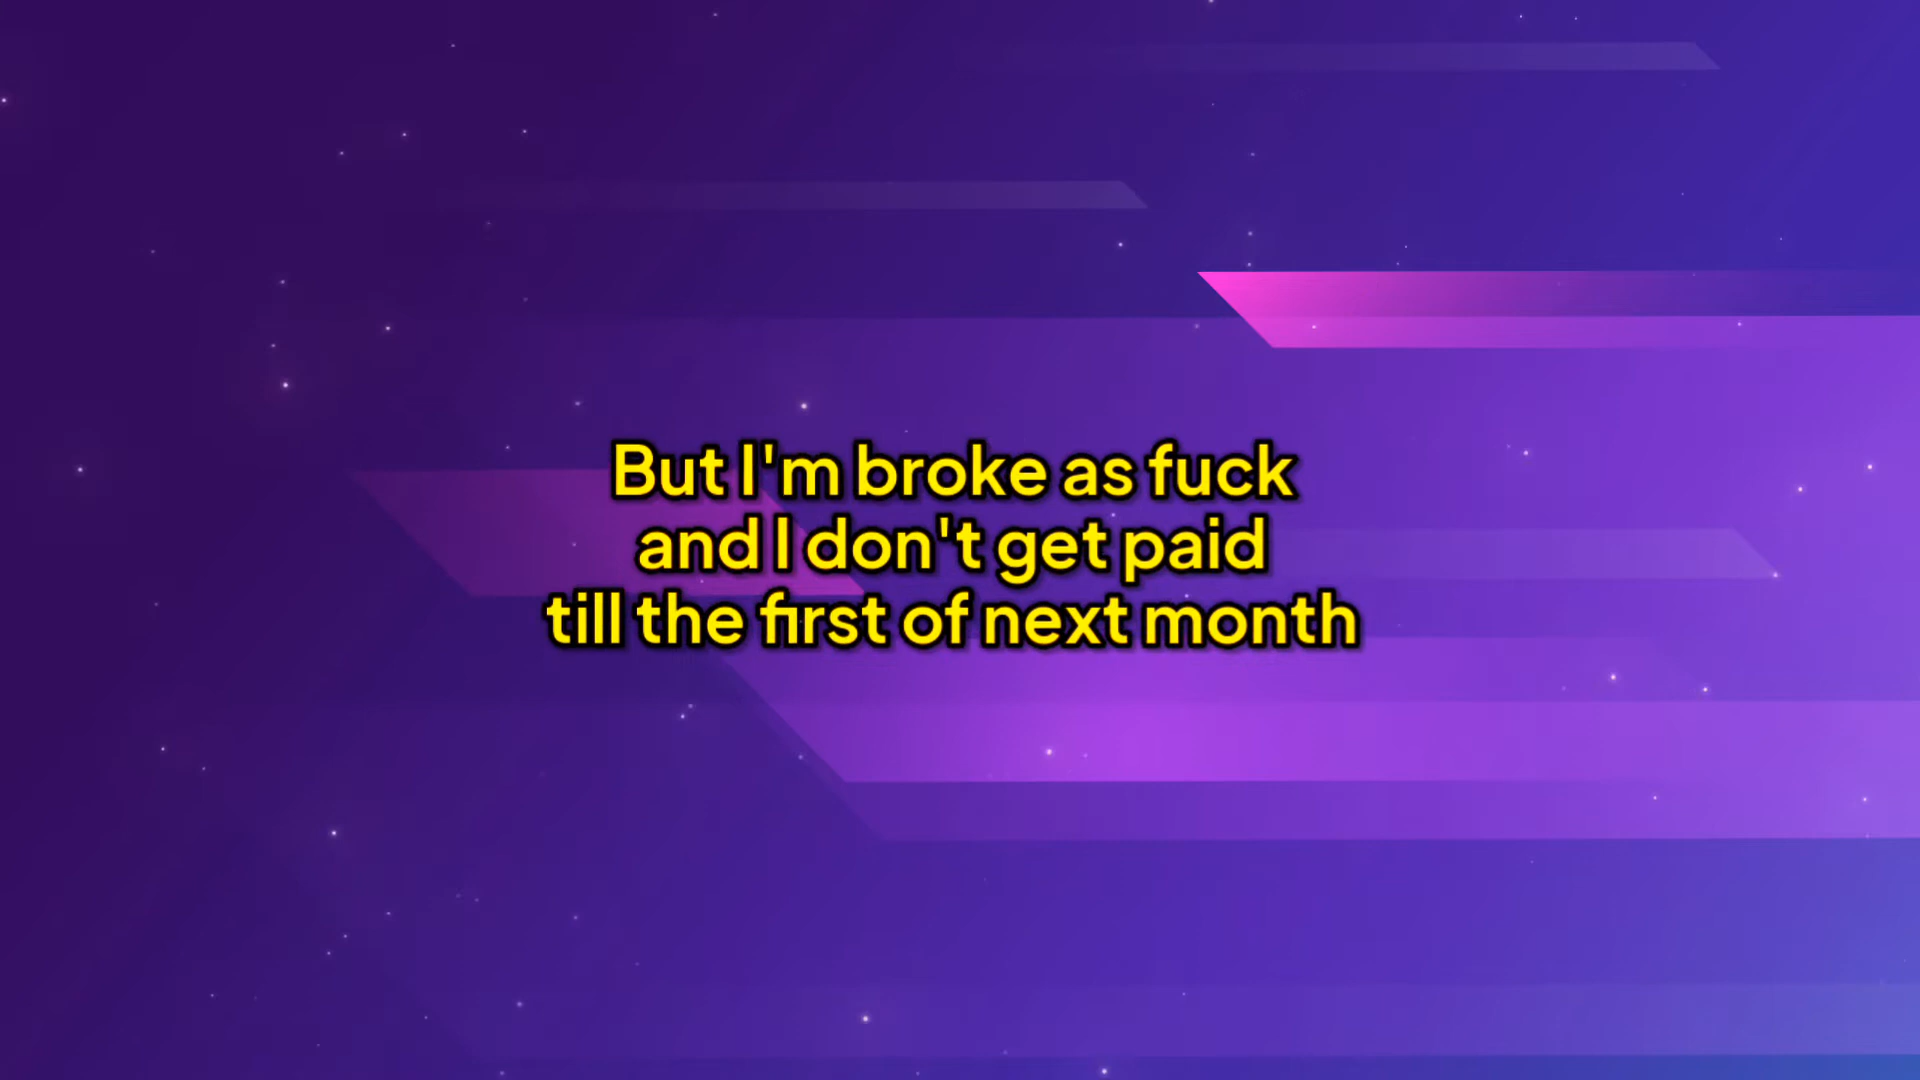 But I'm broke as fuck
and I don't get paid
till the first of next month